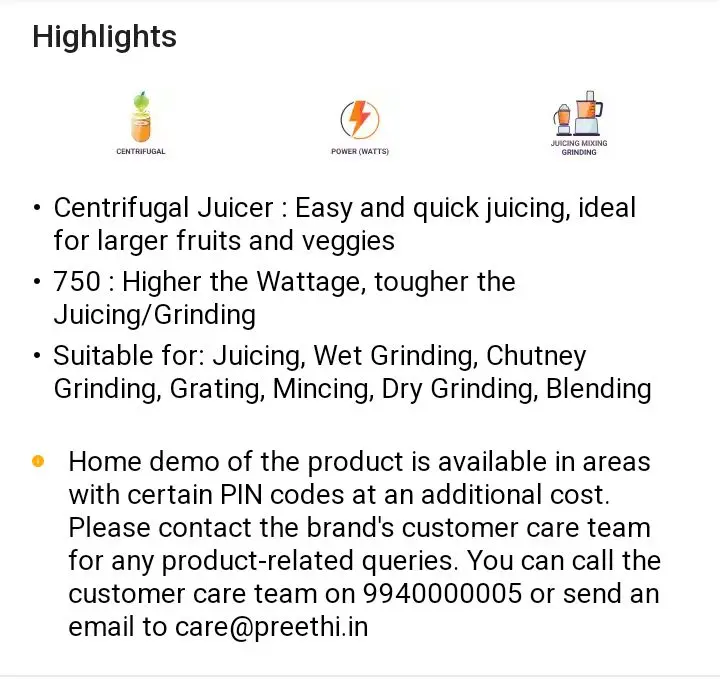 Highlights
CENTRIFUGAL
POWER (WATTS)
JUICING MIXING
GRINDING
• Centrifugal Juicer : Easy and quick juicing, ideal
for larger fruits and veggies
• 750 : Higher the Wattage, tougher the
Juicing/Grinding
• Suitable for: Juicing, Wet Grinding, Chutney
Grinding, Grating, Mincing, Dry Grinding, Blending
Home demo of the product is available in areas
with certain PIN codes at an additional cost.
Please contact the brand's customer care team
for any product-related queries. You can call the
customer care team on 9940000005 or send an
email to care@preethi.in